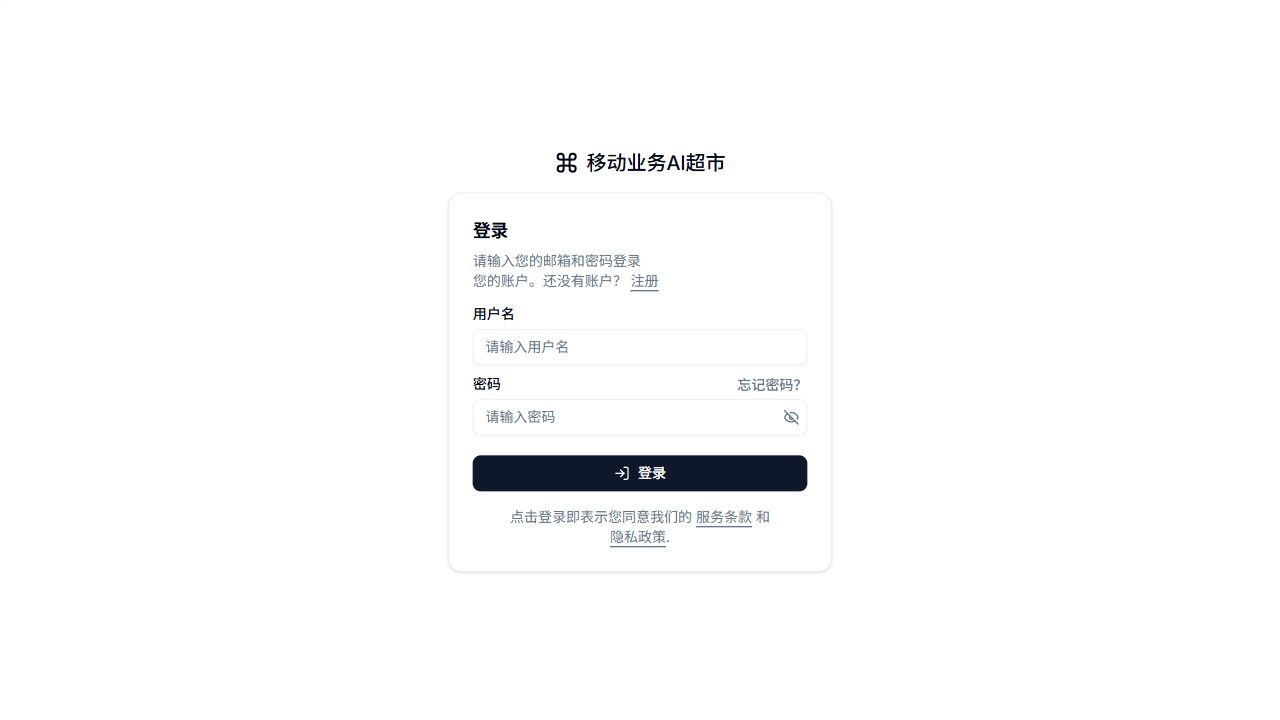 移动业务AI超市
登录
请输入您的邮箱和密码登录
您的账户。还没有账户? 注册
用户名
请输入用户名
密码 忘记密码?
请输入密码
登录
点击登录即表示您同意我们的 服务条款 和
隐私政策.